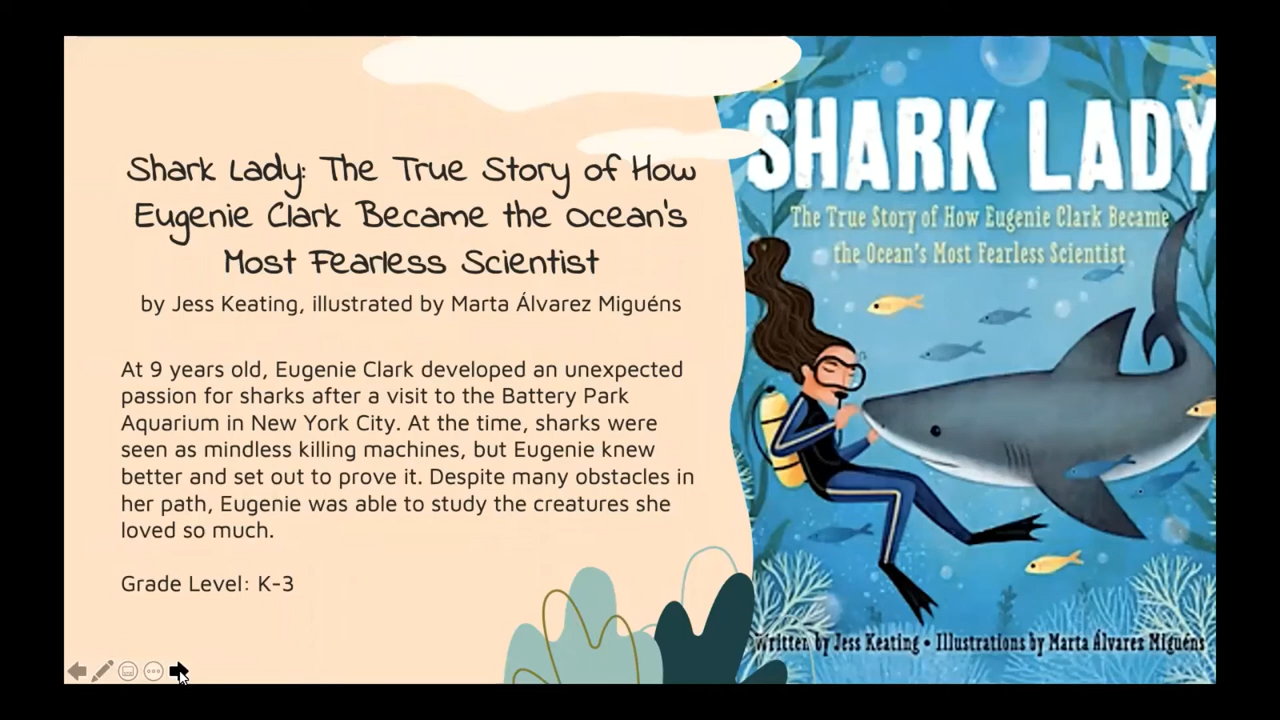 Shark Lady: The True Story of How
Eugenie Clark Became the Ocean's
Most Fearless Scientist
by Jess Keating, illustrated by Marta Álvarez Miguéns
At 9 years old, Eugenie Clark developed an unexpected
passion for sharks after a visit to the Battery Park
Aquarium in New York City. At the time, sharks were
seen as mindless killing machines, but Eugenie knew
better and set out to prove it. Despite many obstacles in
her path, Eugenie was able to study the creatures she
loved so much.
Grade Level: K-3
SHARK LADY
The True Story of How Eugenie Clark Became
the Ocean's Most Fearless Scientist
Written by Jess Keating • Illustrations by Marta Álvarez Miguéns